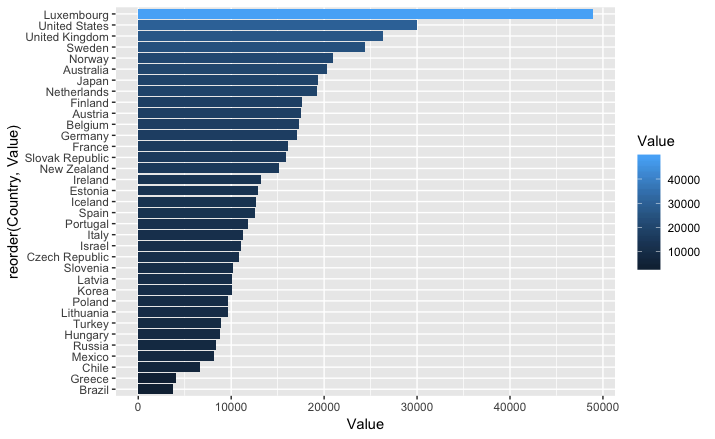 Luxembourg
United States
United Kingdom
Sweden
Norway
Australia
Japan
Netherlands
Finland
Austria
Belgium
Germany
France
Slovak Republic
New Zealand
Ireland
Estonia
Iceland
Spain
Portugal
Italy
Israel
Czech Republic
Slovenia
Latvia
Korea
Poland
Lithuania
Turkey
Hungary
Russia
Mexico
Chile
Greece
Brazil
reorder(Country, Value)
0 10000 20000 30000 40000 50000
Value
Value
40000
30000
20000
10000